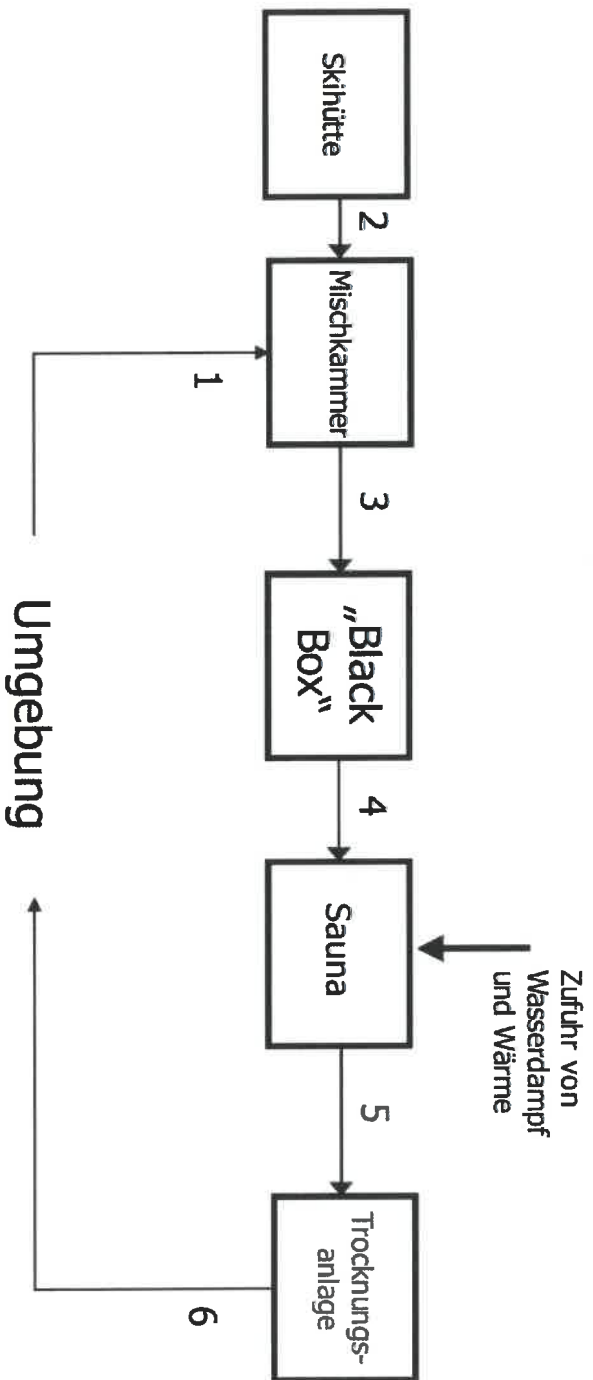 Zufuhr von
Wasserdampf
und Wärme
Skihütte
2
Mischkammer
3
„Black
Box“
4
Sauna
5
Trocknungs-
anlage
1
6
Umgebung